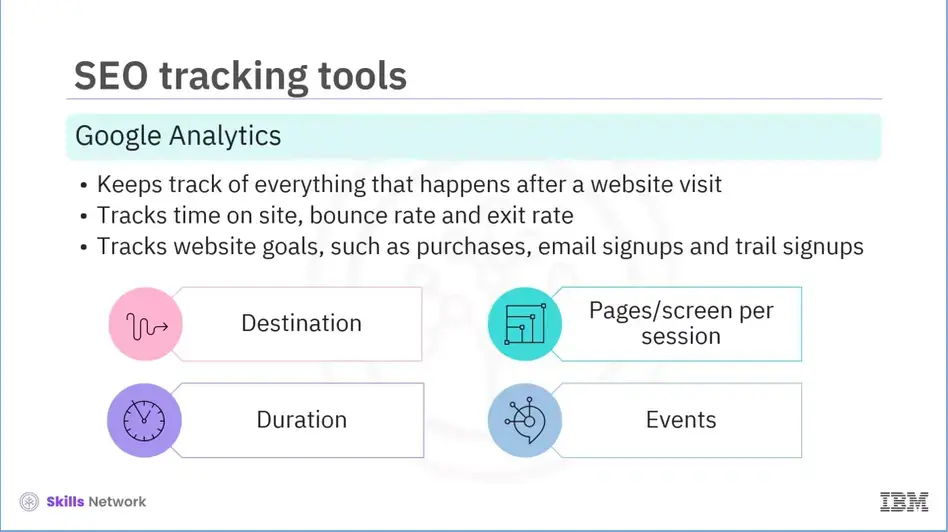 SEO tracking tools
Google Analytics
• Keeps track of everything that happens after a website visit
• Tracks time on site, bounce rate and exit rate
• Tracks website goals, such as purchases, email signups and trail signups
Destination
Pages/screen per
session
Duration
Events
Skills Network
IBM